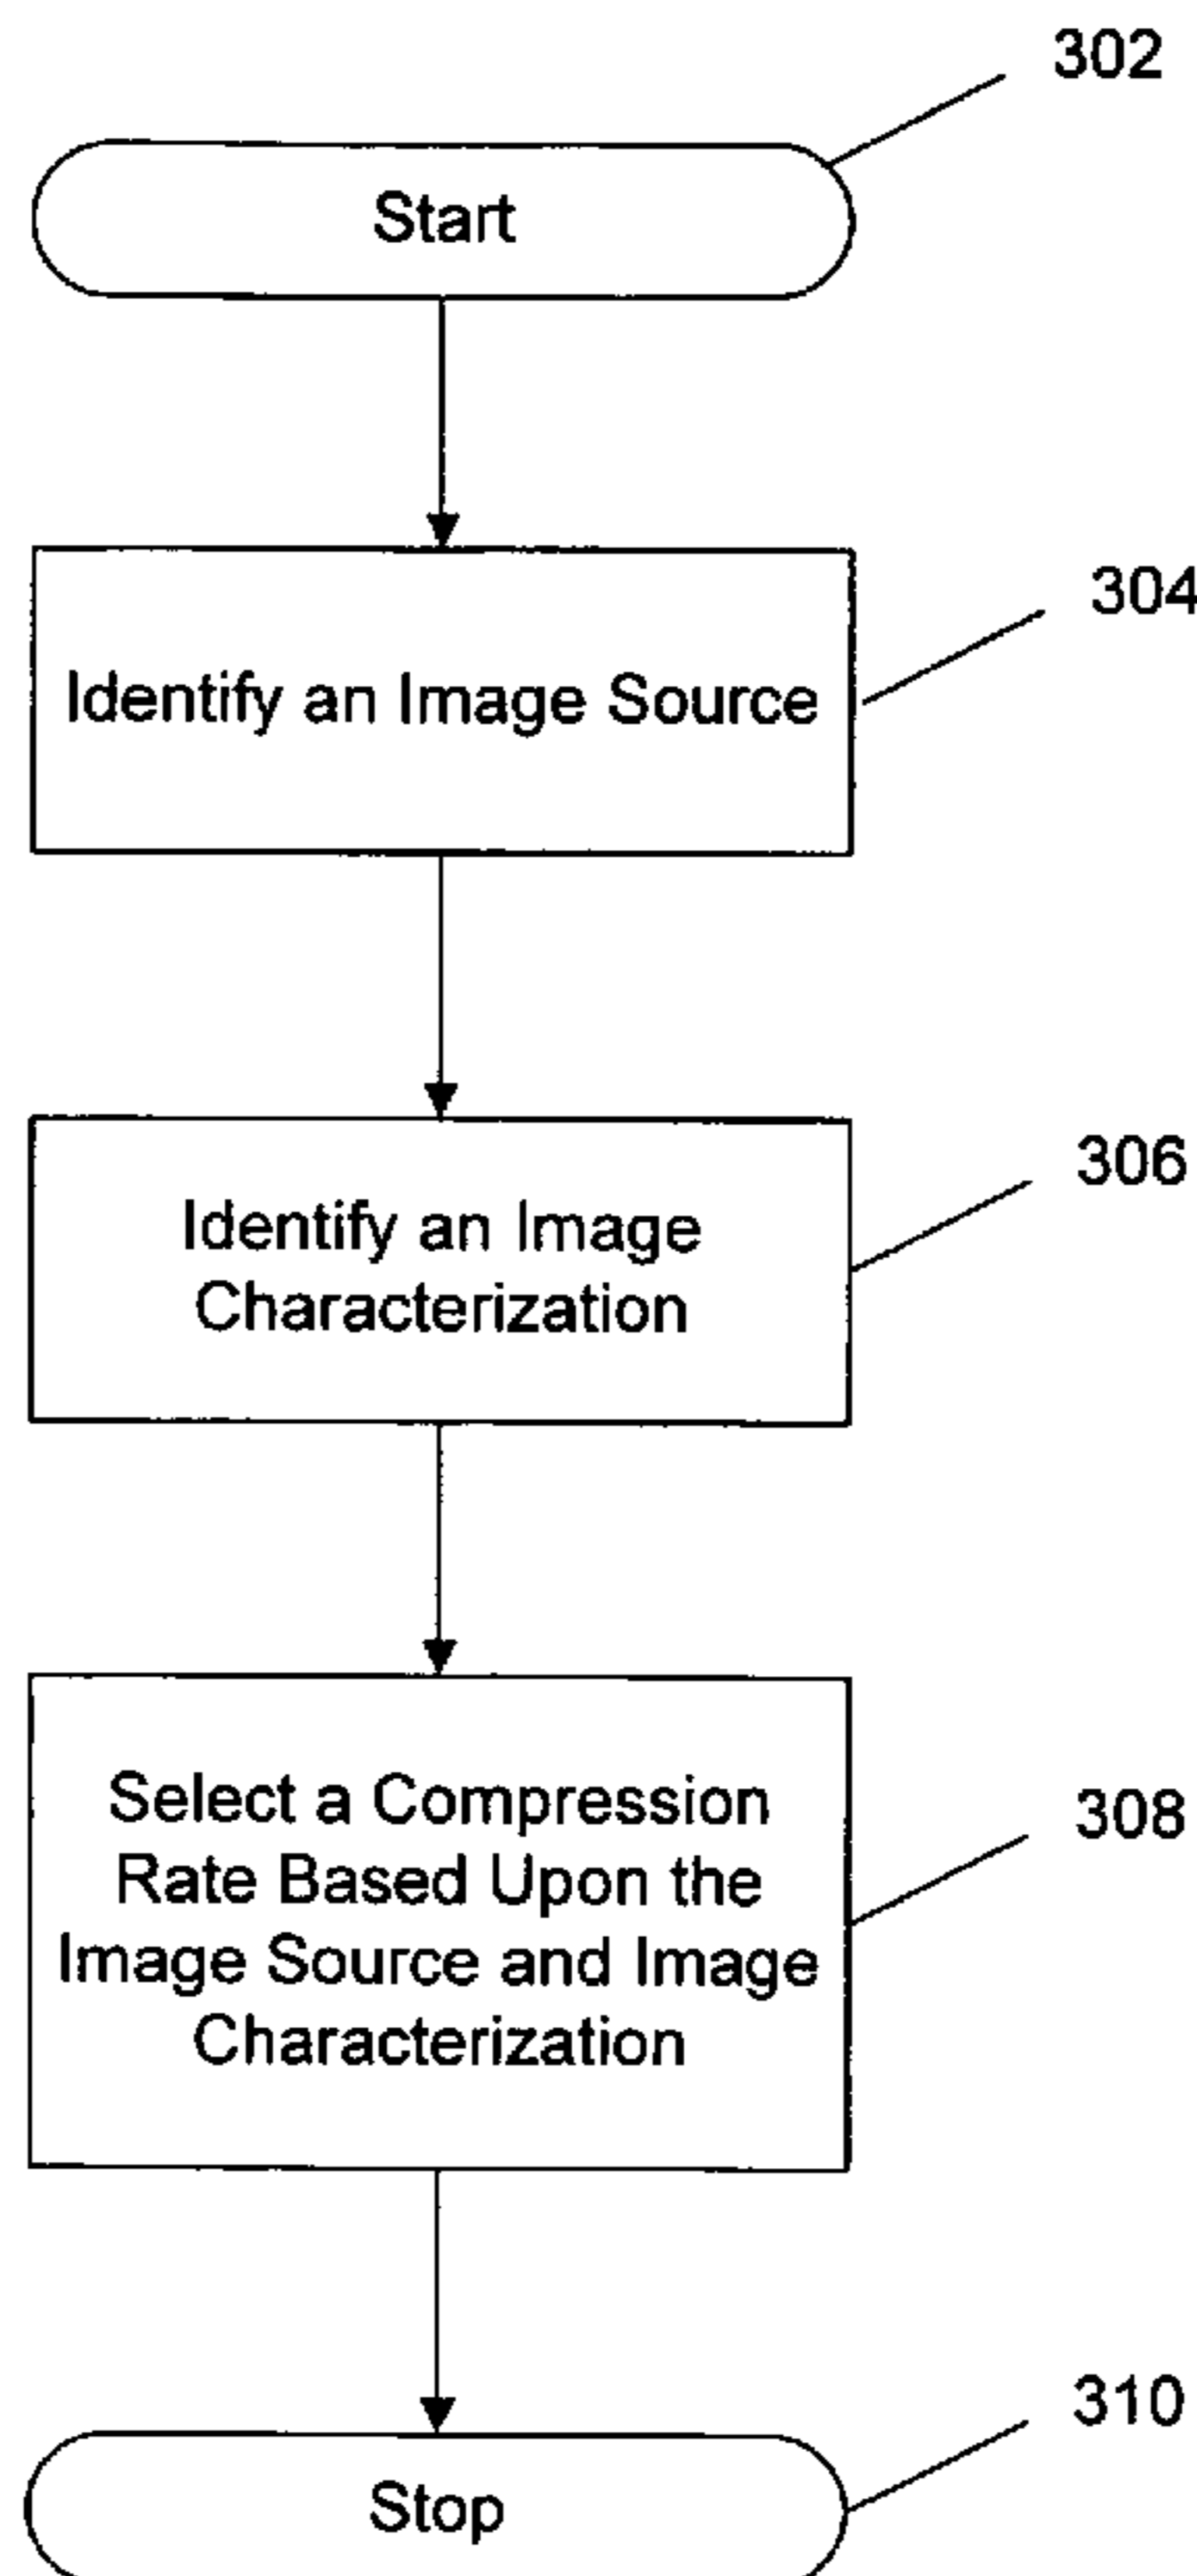 302
Start
304
Identify an Image Source
306
Identify an Image
Characterization
308
Select a Compression
Rate Based Upon the
Image Source and Image
Characterization
310
Stop